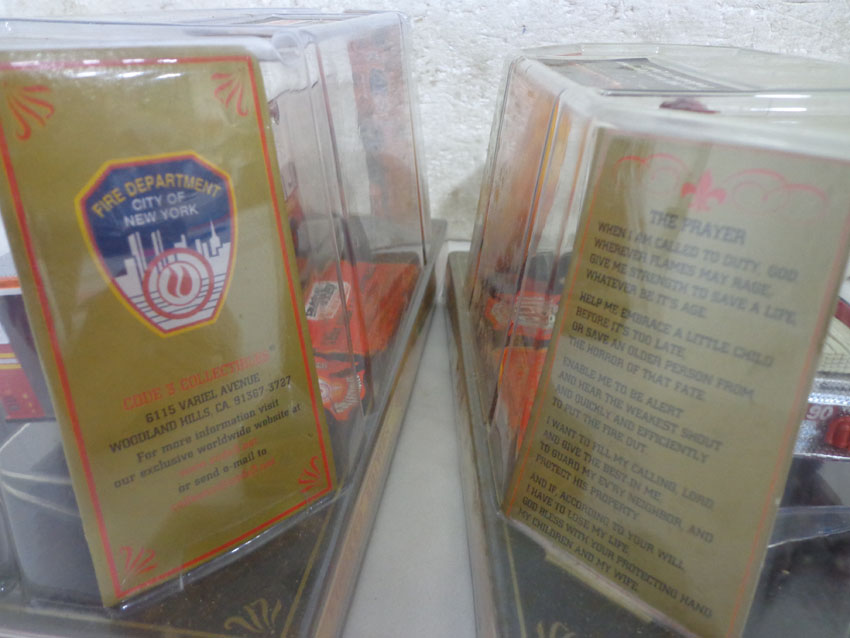 FIRE DEPARTMENT
CITY OF
NEW YORK
CODE 3 COLLECTIBLES
6115 VARIEL AVENUE
WOODLAND HILLS, CA. 91367-3727
For more information visit
our exclusive worldwide website at
or send e-mail to
THE PRAYER
WHEN I AM CALLED TO DUTY, GOD
WHEREVER FLAMES MAY RAGE,
GIVE ME STRENGTH TO SAVE A LIFE,
WHATEVER BE IT'S AGE.
HELP ME EMBRACE A LITTLE CHILD
BEFORE IT'S TOO LATE
OR SAVE AN OLDER PERSON FROM
THE HORROR OF THAT FATE.
ENABLE ME TO BE ALERT
AND HEAR THE WEAKEST SHOUT
AND QUICKLY AND EFFICIENTLY
TO PUT THE FIRE OUT.
I WANT TO FILL MY CALLING, LORD,
AND GIVE THE BEST IN ME,
TO GUARD MY EV'RY NEIGHBOR, AND
PROTECT HIS PROPERTY.
AND IF, ACCORDING TO YOUR WILL
I HAVE TO LOSE MY LIFE
GOD BLESS WITH YOUR PROTECTING HAND
MY CHILDREN AND MY WIFE.
90